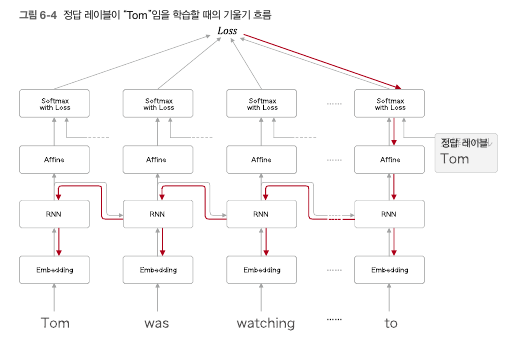 그림 6-4 정답 레이블이 "Tom"임을 학습할 때의 기울기 흐름
Loss
Softmax with Loss
Softmax with Loss
Softmax with Loss
......
Softmax with Loss
정답 레이블
Tom
Affine
Affine
Affine
......
Affine
RNN
RNN
RNN
RNN
Embedding
Embedding
Embedding
......
Embedding
Tom was watching ...... to